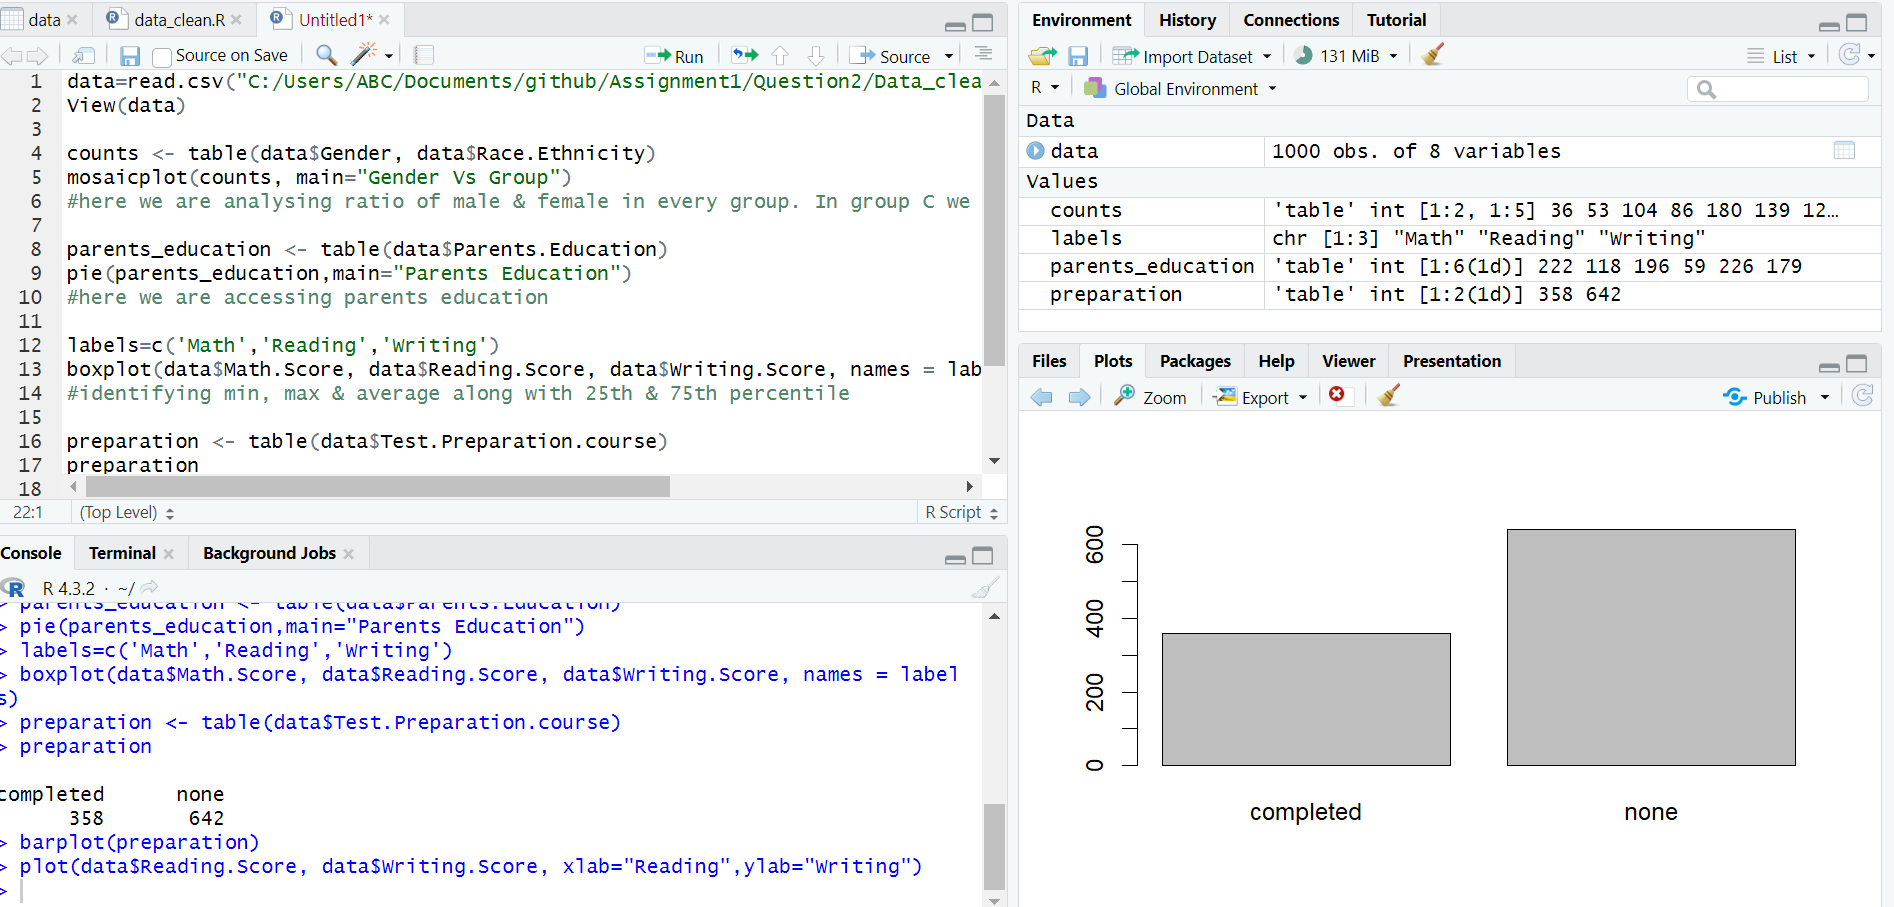 data
data_clean.R
Untitled1*
Source on Save
Run
Source
1 data=read.csv("C:/Users/ABC/Documents/github/Assignment1/Question2/Data_clea
2 View(data)
3
4 counts <- table(data$Gender, data$Race.Ethnicity)
5 mosaicplot(counts, main="Gender Vs Group")
6 #here we are analysing ratio of male & female in every group. In group C we
7
8 parents_education <- table(data$Parents.Education)
9 pie(parents_education,main="Parents Education")
10 #here we are accessing parents education
11
12 labels=c('Math','Reading','Writing')
13 boxplot(data$Math.Score, data$Reading.Score, data$Writing.Score, names = lab
14 #identifying min, max & average along with 25th & 75th percentile
15
16 preparation <- table(data$Test.Preparation.course)
17 preparation
18
22:1 (Top Level) R Script
Console Terminal Background Jobs
R R 4.3.2 · ~/
> parents_education <- table(data$Parents.Education)
> pie(parents_education,main="Parents Education")
> labels=c('Math','Reading','Writing')
> boxplot(data$Math.Score, data$Reading.Score, data$Writing.Score, names = label
s)
> preparation <- table(data$Test.Preparation.course)
> preparation
completed none
358 642
> barplot(preparation)
> plot(data$Reading.Score, data$Writing.Score, xlab="Reading",ylab="Writing")
>
Environment History Connections Tutorial
Import Dataset 131 MiB List
R Global Environment
Data
data 1000 obs. of 8 variables
Values
counts 'table' int [1:2, 1:5] 36 53 104 86 180 139 12…
labels chr [1:3] "Math" "Reading" "Writing"
parents_education 'table' int [1:6(1d)] 222 118 196 59 226 179
preparation 'table' int [1:2(1d)] 358 642
Files Plots Packages Help Viewer Presentation
Zoom Export Publish
600
400
200
0
completed none